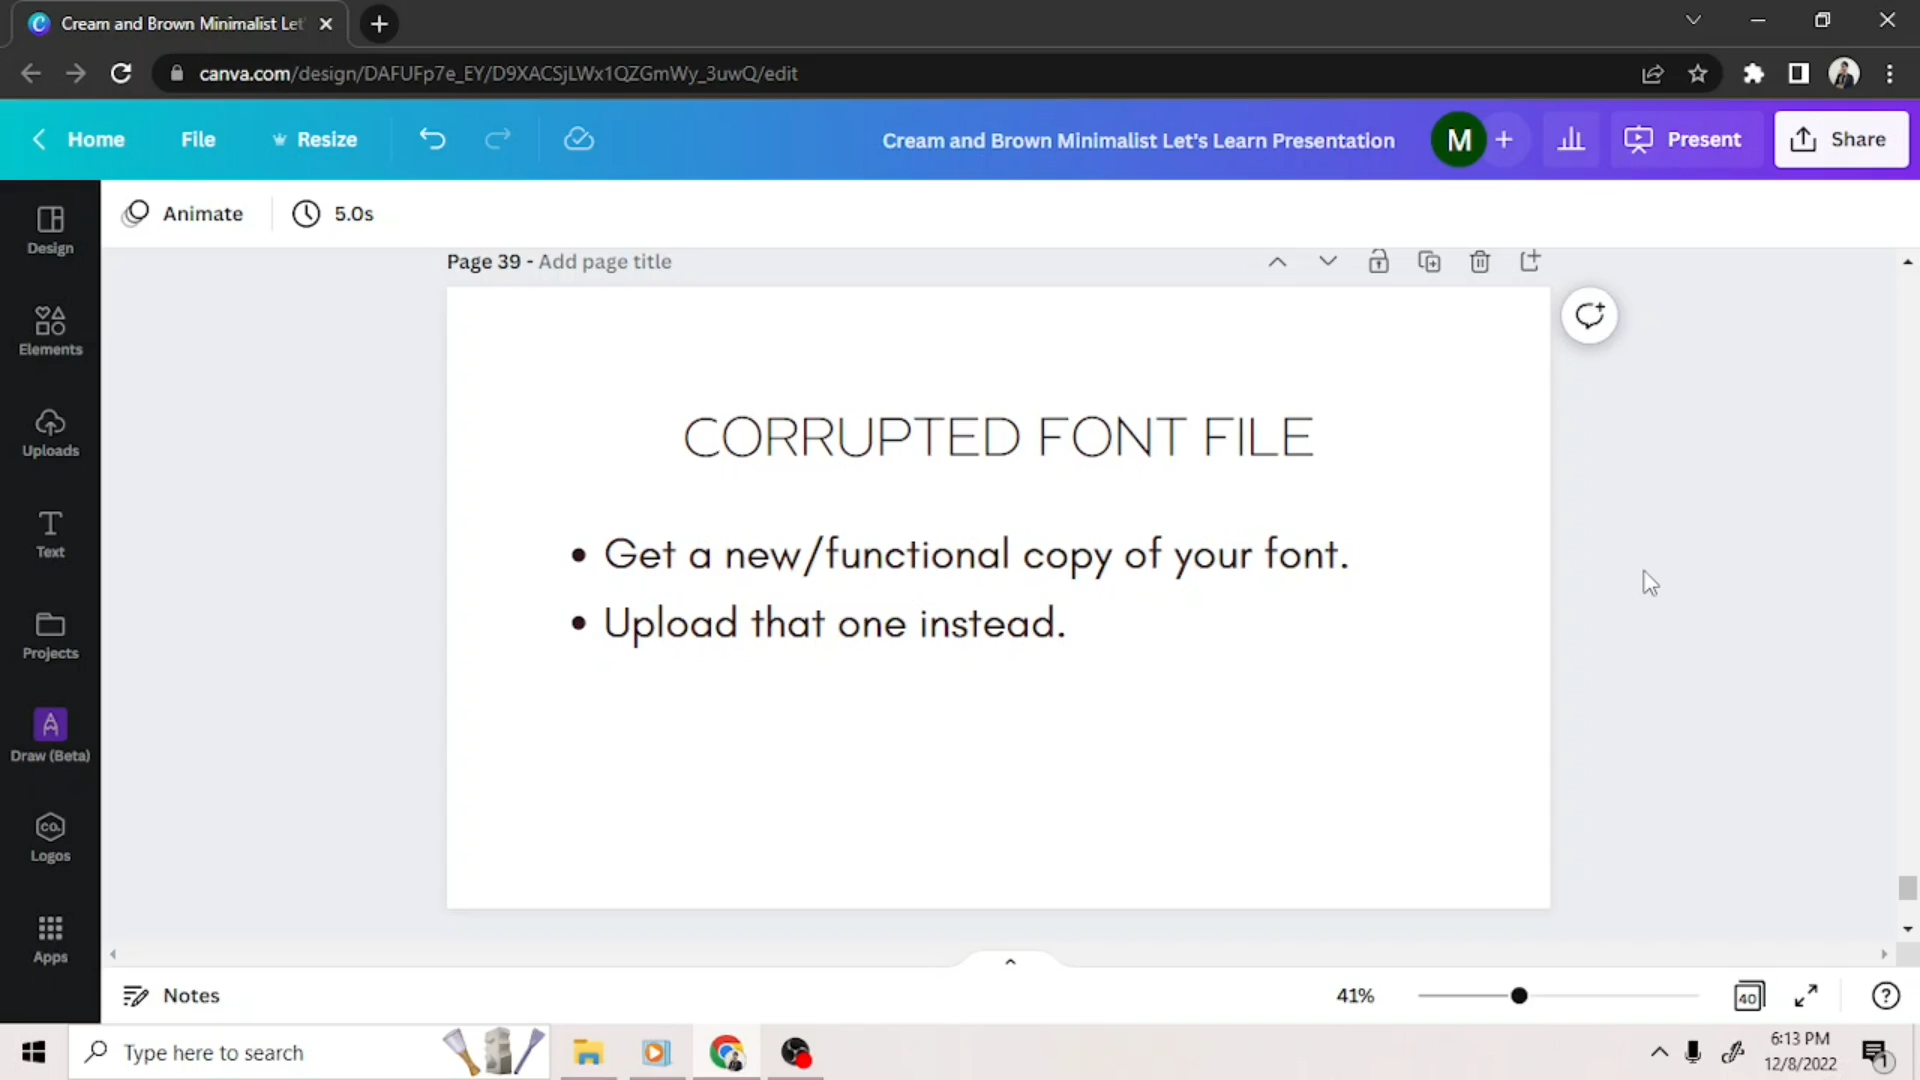 Cream and Brown Minimalist Let'
canva.com/design/DAFUFp7e_EY/D9XACSjLWx1QZGmWy_3uwQ/edit
Home File Resize Cream and Brown Minimalist Let's Learn Presentation M + Present Share
Animate 5.0s
Design
Elements
Uploads
Text
Projects
Draw (Beta)
CO.
Logos
Apps
Page 39 - Add page title
CORRUPTED FONT FILE
• Get a new/functional copy of your font.
• Upload that one instead.
Notes 41% 40 ?
Type here to search
6:13 PM
12/8/2022
1